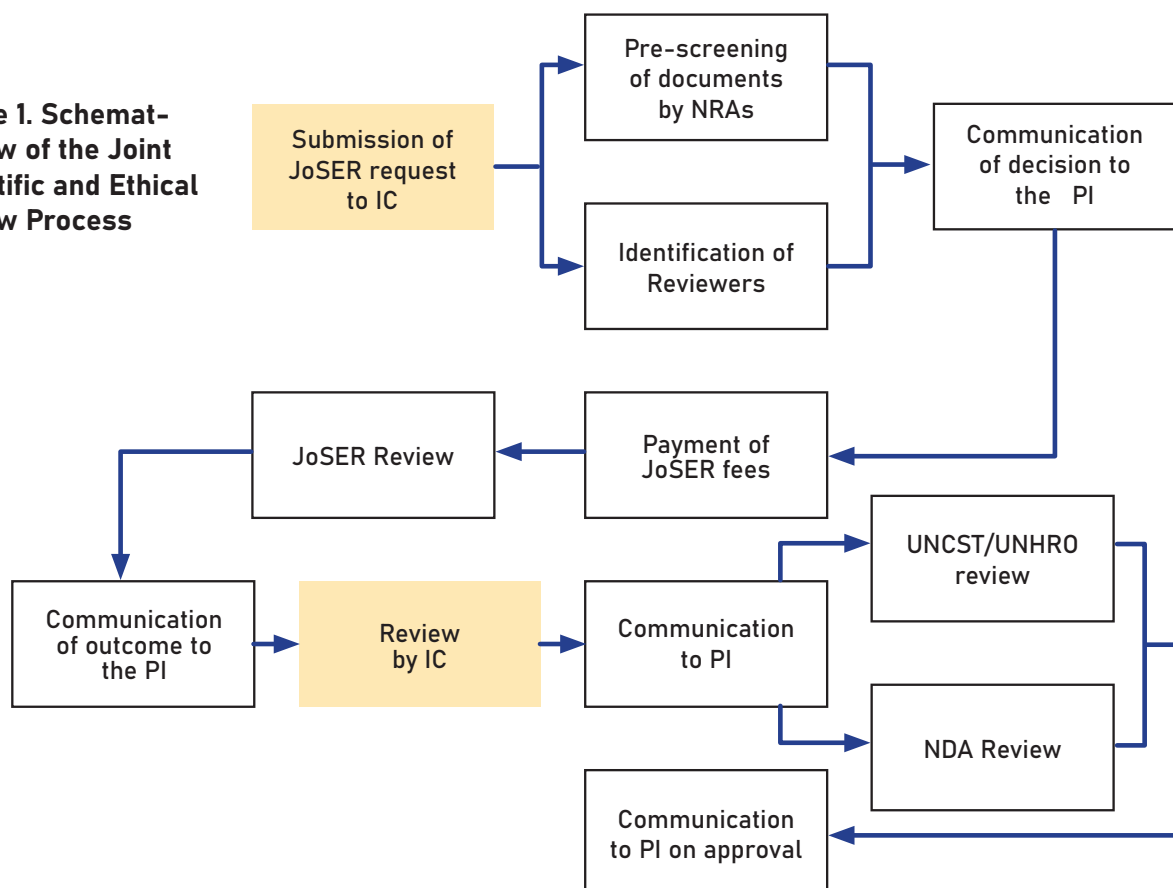 e 1. Schemat-
w of the Joint
tific and Ethical
w Process
Submission of
JoSER request
to IC
Pre-screening
of documents
by NRAs
Identification of
Reviewers
Communication
of decision to
the PI
JoSER Review
Payment of
JoSER fees
UNCST/UNHRO
review
Communication
of outcome to
the PI
Review
by IC
Communication
to PI
NDA Review
Communication
to PI on approval